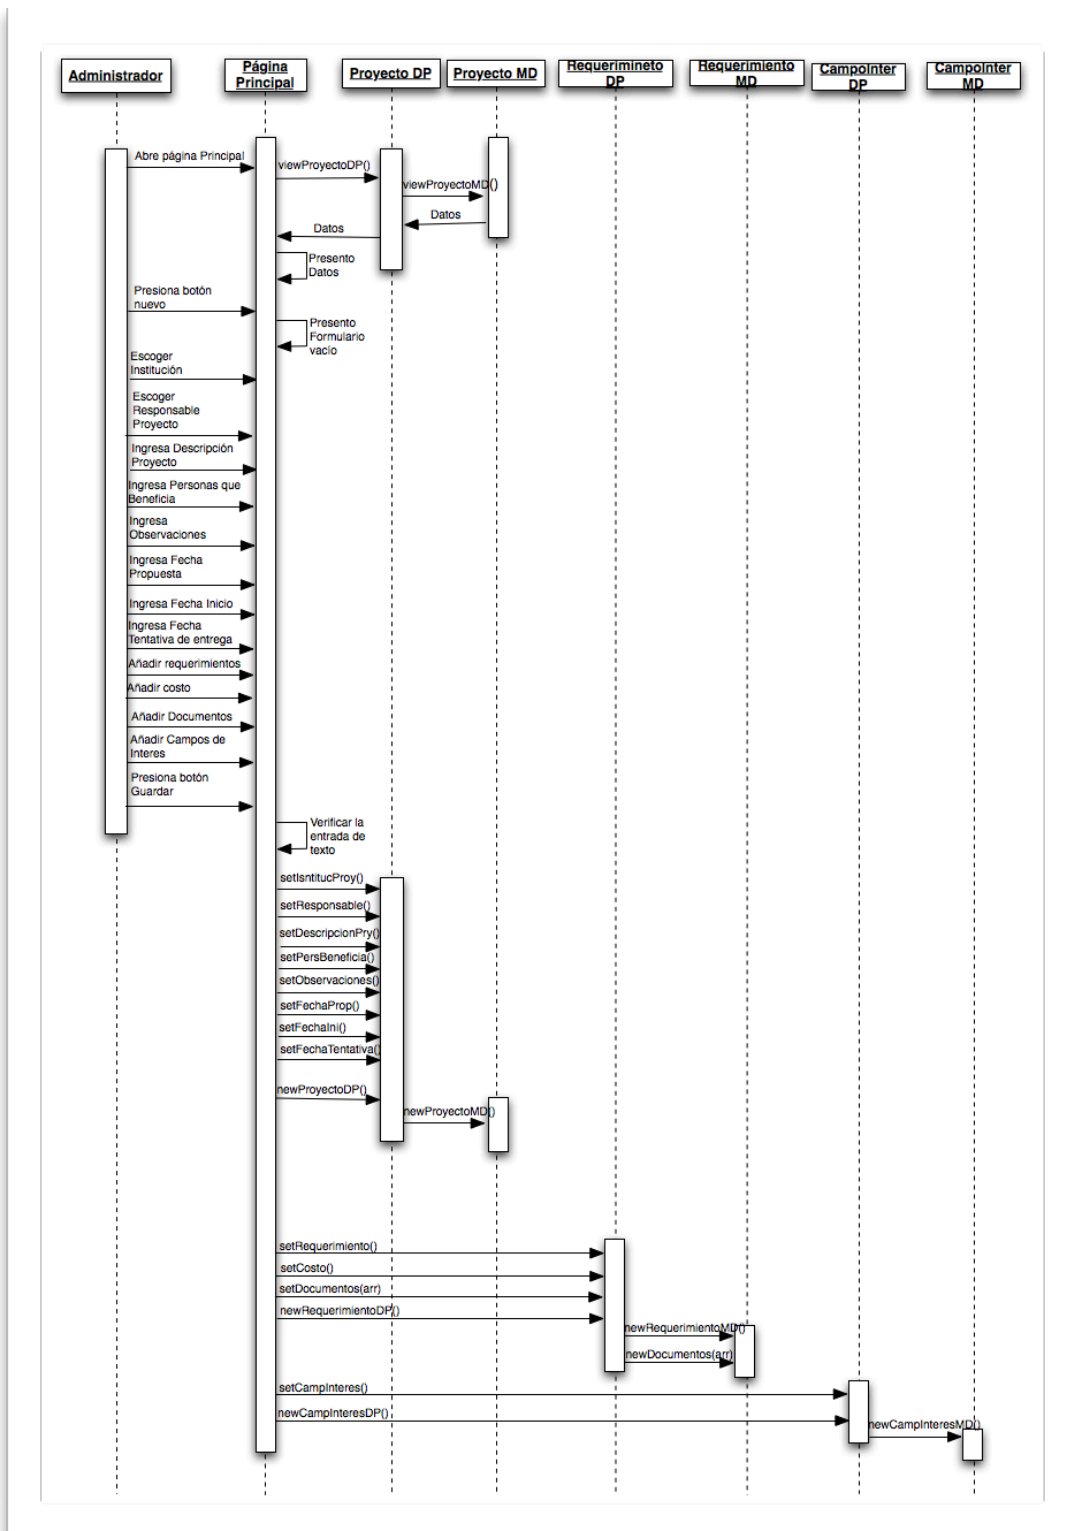 Administrador
Página
Principal
Proyecto DP
Proyecto MD
Requerimineto
DP
Requerimiento
MD
CampoInter
DP
CampoInter
MD
Abre página Principal
viewProyectoDP()
viewProyectoMD()
Datos
Datos
Presento
Datos
Presiona botón
nuevo
Presento
Formulario
vacío
Escoger
Institución
Escoger
Responsable
Proyecto
Ingresa Descripción
Proyecto
Ingresa Personas que
Beneficia
Ingresa
Observaciones
Ingresa Fecha
Propuesta
Ingresa Fecha Inicio
Ingresa Fecha
Tentativa de entrega
Añadir requerimientos
Añadir costo
Añadir Documentos
Añadir Campos de
Interes
Presiona botón
Guardar
Verificar la
entrada de
texto
setIsntitucProy()
setResponsable()
setDescripcionPry()
setPersBeneficia()
setObservaciones()
setFechaProp()
setFechaIni()
setFechaTentativa()
newProyectoDP()
newProyectoMD()
setRequerimiento()
setCosto()
setDocumentos(arr)
newRequerimientoDP()
newRequerimientoMD()
newDocumentos(arr)
setCampInteres()
newCampInteresDP()
newCampInteresMD()